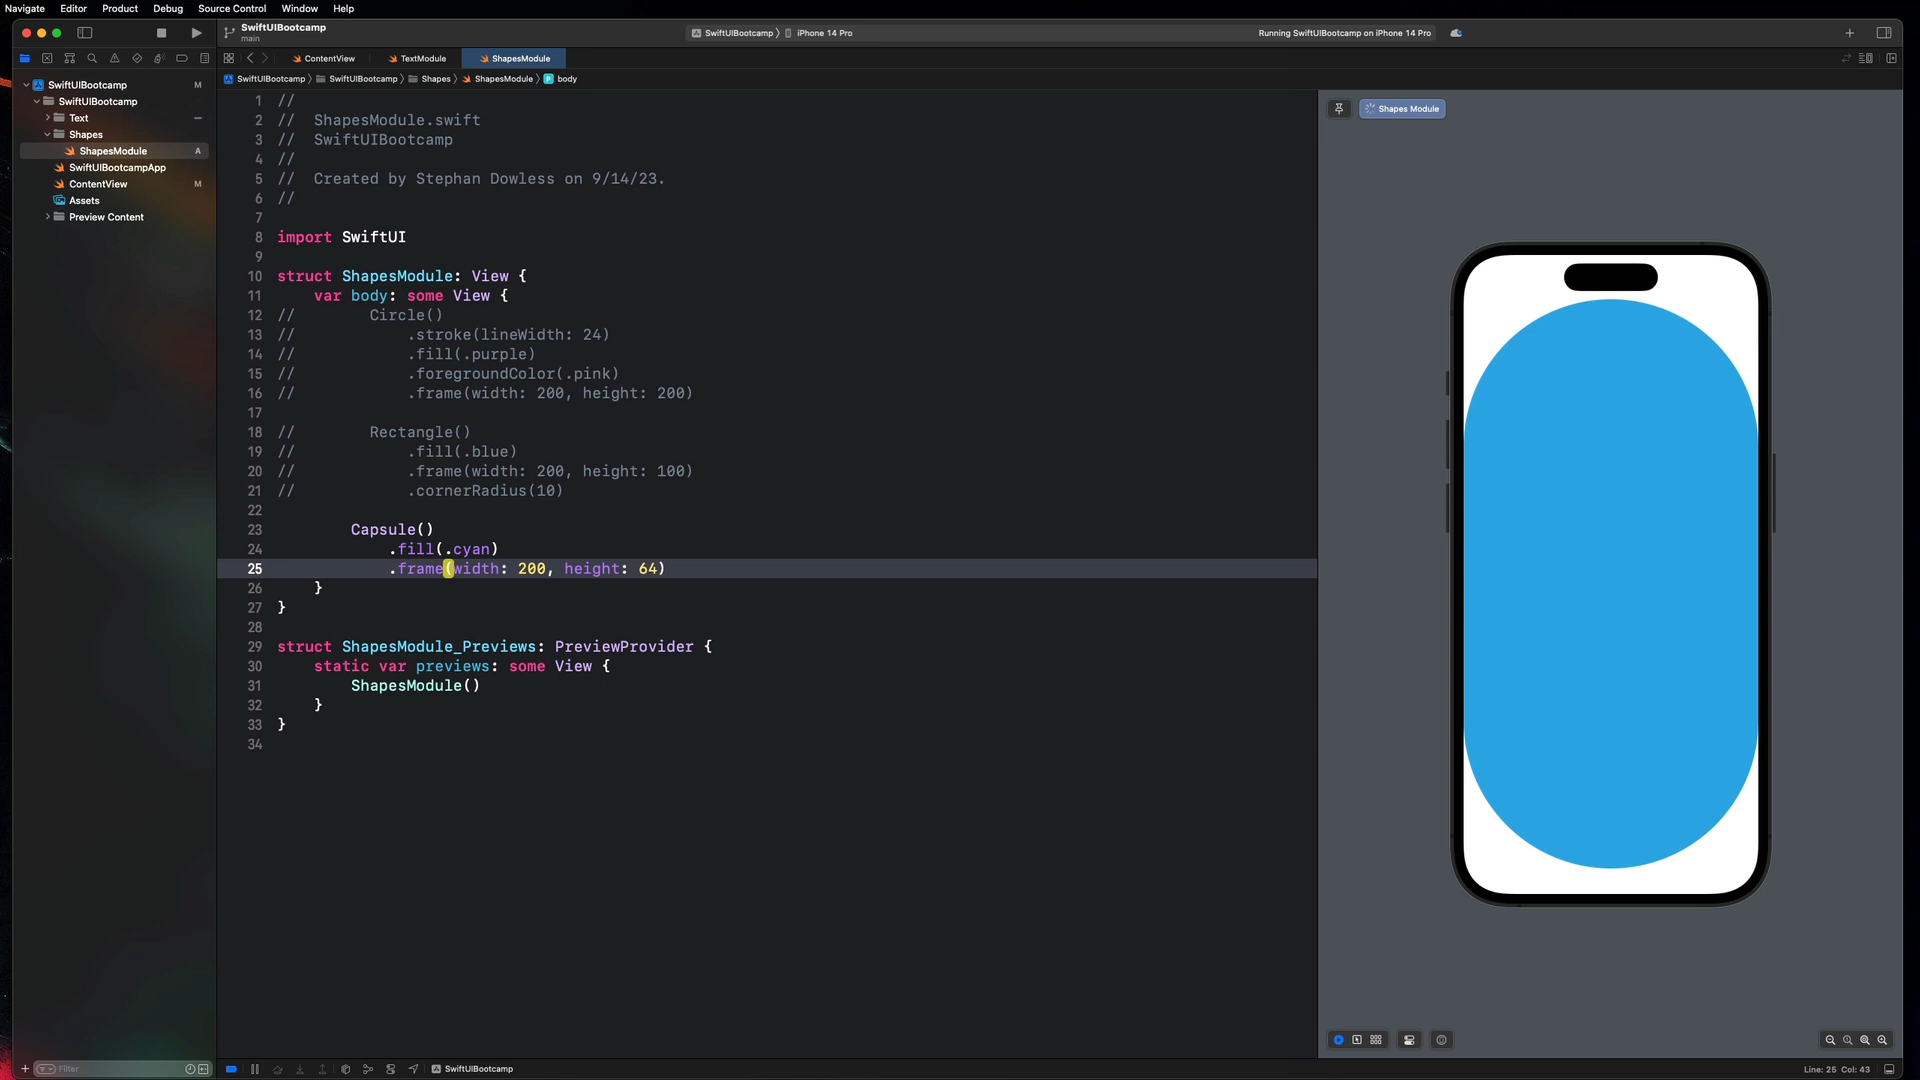 Navigate Editor Product Debug Source Control Window Help
SwiftUIBootcamp
main
SwiftUIBootcamp iPhone 14 Pro
Running SwiftUIBootcamp on iPhone 14 Pro
ContentView TextModule ShapesModule
SwiftUIBootcamp SwiftUIBootcamp Shapes ShapesModule body
SwiftUIBootcamp M
SwiftUIBootcamp
Text
Shapes
ShapesModule A
SwiftUIBootcampApp
ContentView M
Assets
Preview Content
1 //
2 // ShapesModule.swift
3 // SwiftUIBootcamp
4 //
5 // Created by Stephan Dowless on 9/14/23.
6 //
7
8 import SwiftUI
9
10 struct ShapesModule: View {
11 var body: some View {
12 // Circle()
13 // .stroke(lineWidth: 24)
14 // .fill(.purple)
15 // .foregroundColor(.pink)
16 // .frame(width: 200, height: 200)
17
18 // Rectangle()
19 // .fill(.blue)
20 // .frame(width: 200, height: 100)
21 // .cornerRadius(10)
22
23 Capsule()
24 .fill(.cyan)
25 .frame(width: 200, height: 64)
26 }
27 }
28
29 struct ShapesModule_Previews: PreviewProvider {
30 static var previews: some View {
31 ShapesModule()
32 }
33 }
34
Shapes Module
Filter
SwiftUIBootcamp
Line: 25 Col: 43